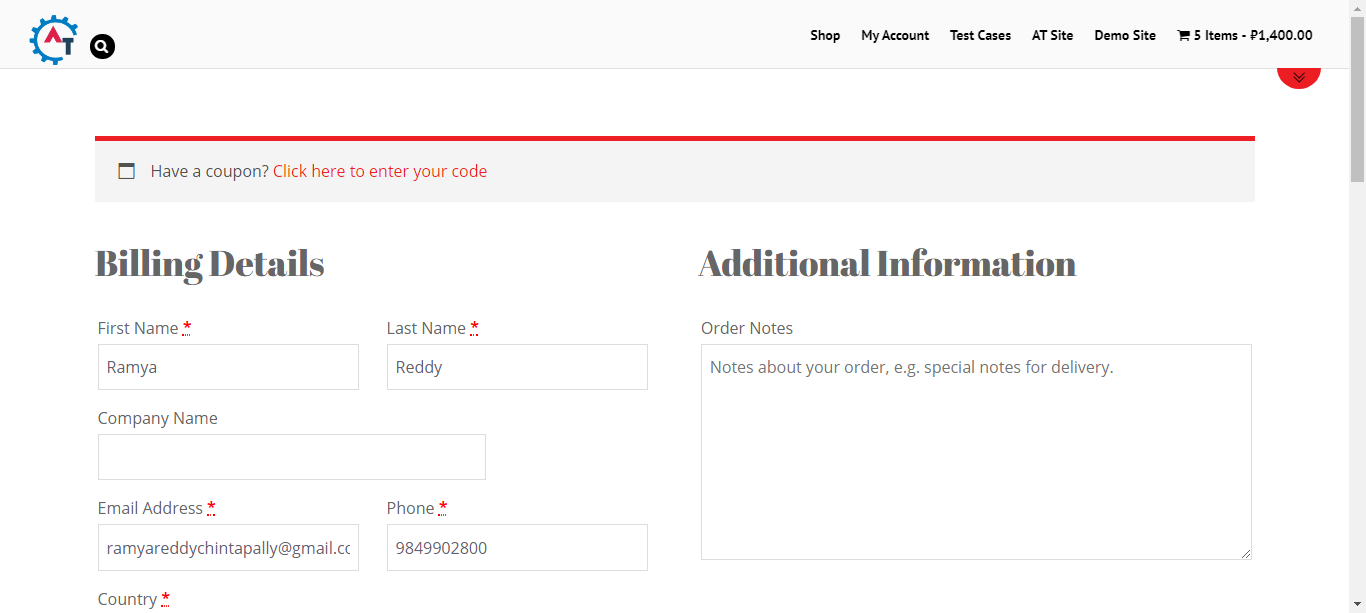 AT
Shop My Account Test Cases AT Site Demo Site 5 Items - ₽1,400.00
Have a coupon? Click here to enter your code
Billing Details
First Name *
Last Name *
Ramya
Reddy
Company Name
Email Address *
Phone *
ramyareddychintapally@gmail.co
9849902800
Country *
Additional Information
Order Notes
Notes about your order, e.g. special notes for delivery.